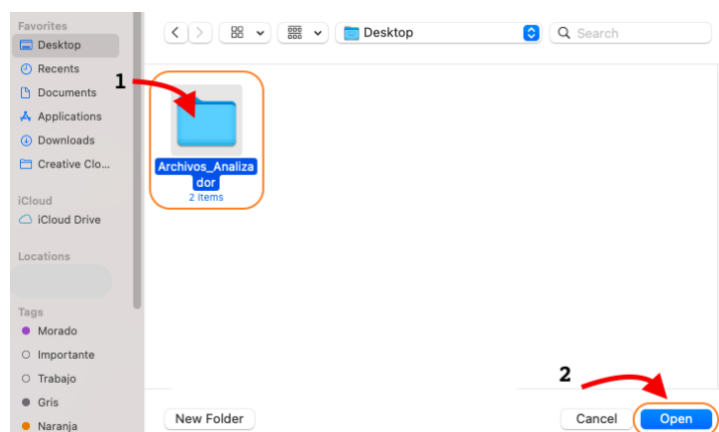 Favorites
Desktop
Recents
Documents
Applications
Downloads
Creative Clo...
iCloud
iCloud Drive
Locations
Tags
Morado
Importante
Trabajo
Gris
Naranja
Desktop
Search
1
Archivos_Analiza
dor
2 items
2
New Folder
Cancel
Open